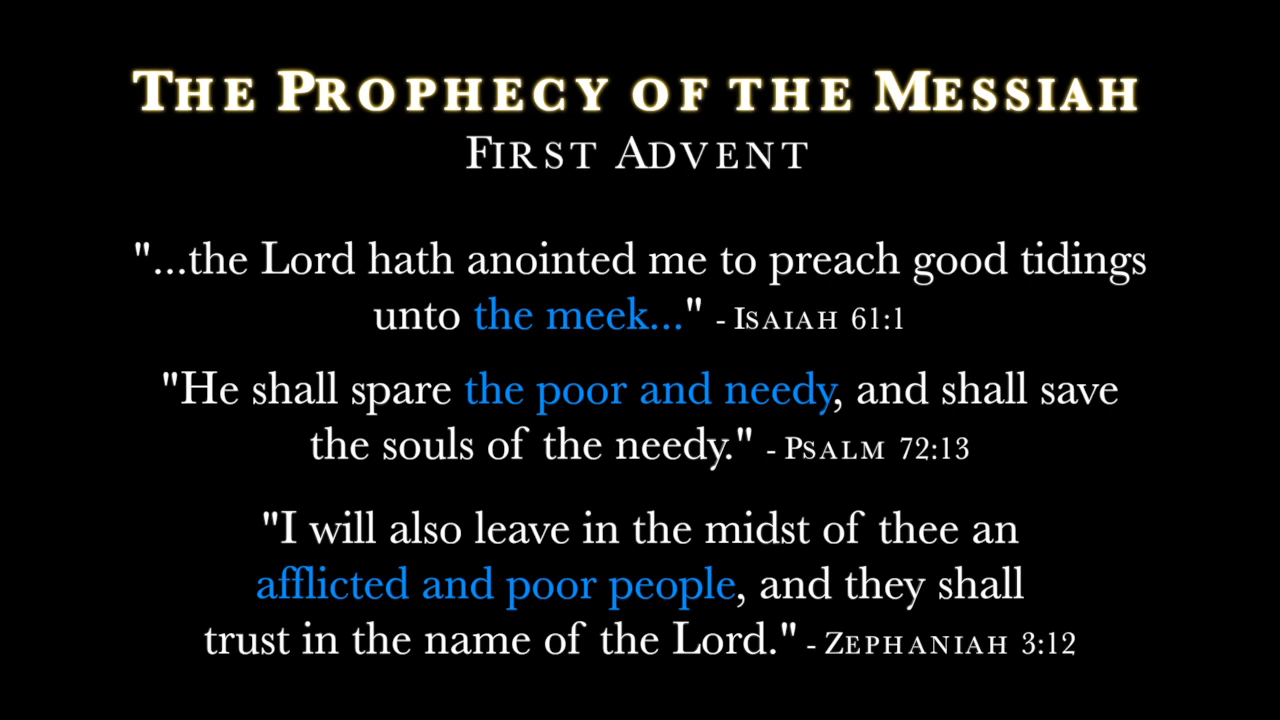 The Prophecy of the Messiah
First Advent
"...the Lord hath anointed me to preach good tidings
unto the meek..." - Isaiah 61:1
"He shall spare the poor and needy, and shall save
the souls of the needy." - Psalm 72:13
"I will also leave in the midst of thee an
afflicted and poor people, and they shall
trust in the name of the Lord." - Zephaniah 3:12